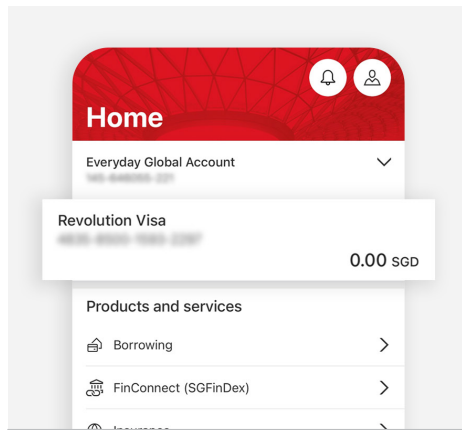 Home
Everyday Global Account
Revolution Visa
0.00 SGD
Products and services
Borrowing
FinConnect (SGFinDex)